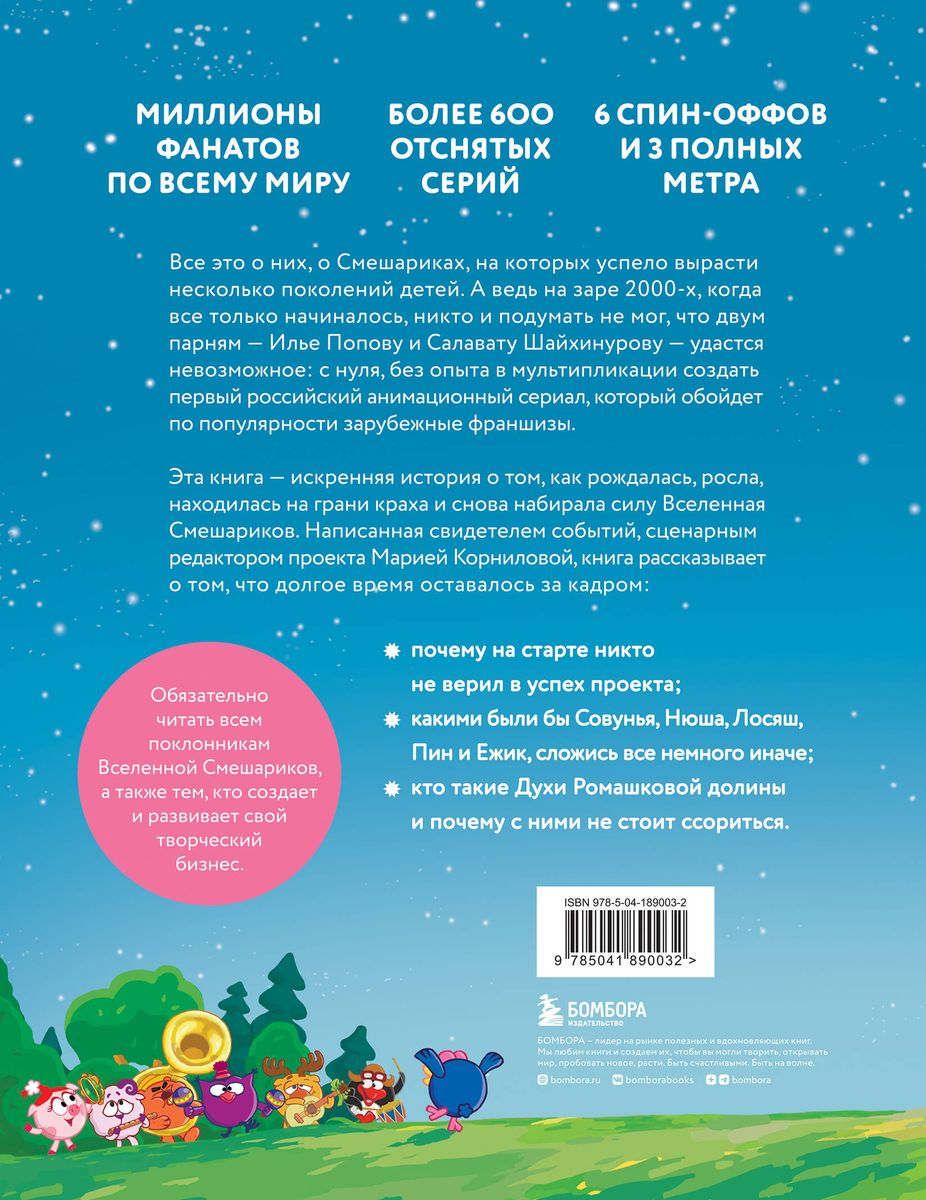 МИЛЛИОНЫ
ФАНАТОВ
ПО ВСЕМУ МИРУ
БОЛЕЕ 600
ОТСНЯТЫХ
СЕРИЙ
6 СПИН-ОФФОВ
И 3 ПОЛНЫХ
МЕТРА
Все это о них, о Смешариках, на которых успело вырасти
несколько поколений детей. А ведь на заре 2000-х, когда
все только начиналось, никто и подумать не мог, что двум
парням — Илье Попову и Салавату Шайхинурову — удастся
невозможное: с нуля, без опыта в мультипликации создать
первый российский анимационный сериал, который обойдет
по популярности зарубежные франшизы.
Эта книга — искренняя история о том, как рождалась, росла,
находилась на грани краха и снова набирала силу Вселенная
Смешариков. Написанная свидетелем событий, сценарным
редактором проекта Марией Корниловой, книга рассказывает
о том, что долгое время оставалось за кадром:
почему на старте никто
не верил в успех проекта;
какими были бы Совунья, Нюша, Лосяш,
Пин и Ежик, сложись все немного иначе;
кто такие Духи Ромашковой долины
и почему с ними не стоит ссориться.
Обязательно
читать всем
поклонникам
Вселенной Смешариков,
а также тем, кто создает
и развивает свой
творческий
бизнес.
ISBN 978-5-04-189003-2
9 785041 890032 >
БОМБОРА
ИЗДАТЕЛЬСТВО
БОМБОРА – лидер на рынке полезных и вдохновляющих книг.
Мы любим книги и создаем их, чтобы вы могли творить, открывать
мир, пробовать новое, расти. Быть счастливыми. Быть на волне.
bombora.ru bomborabooks bombora